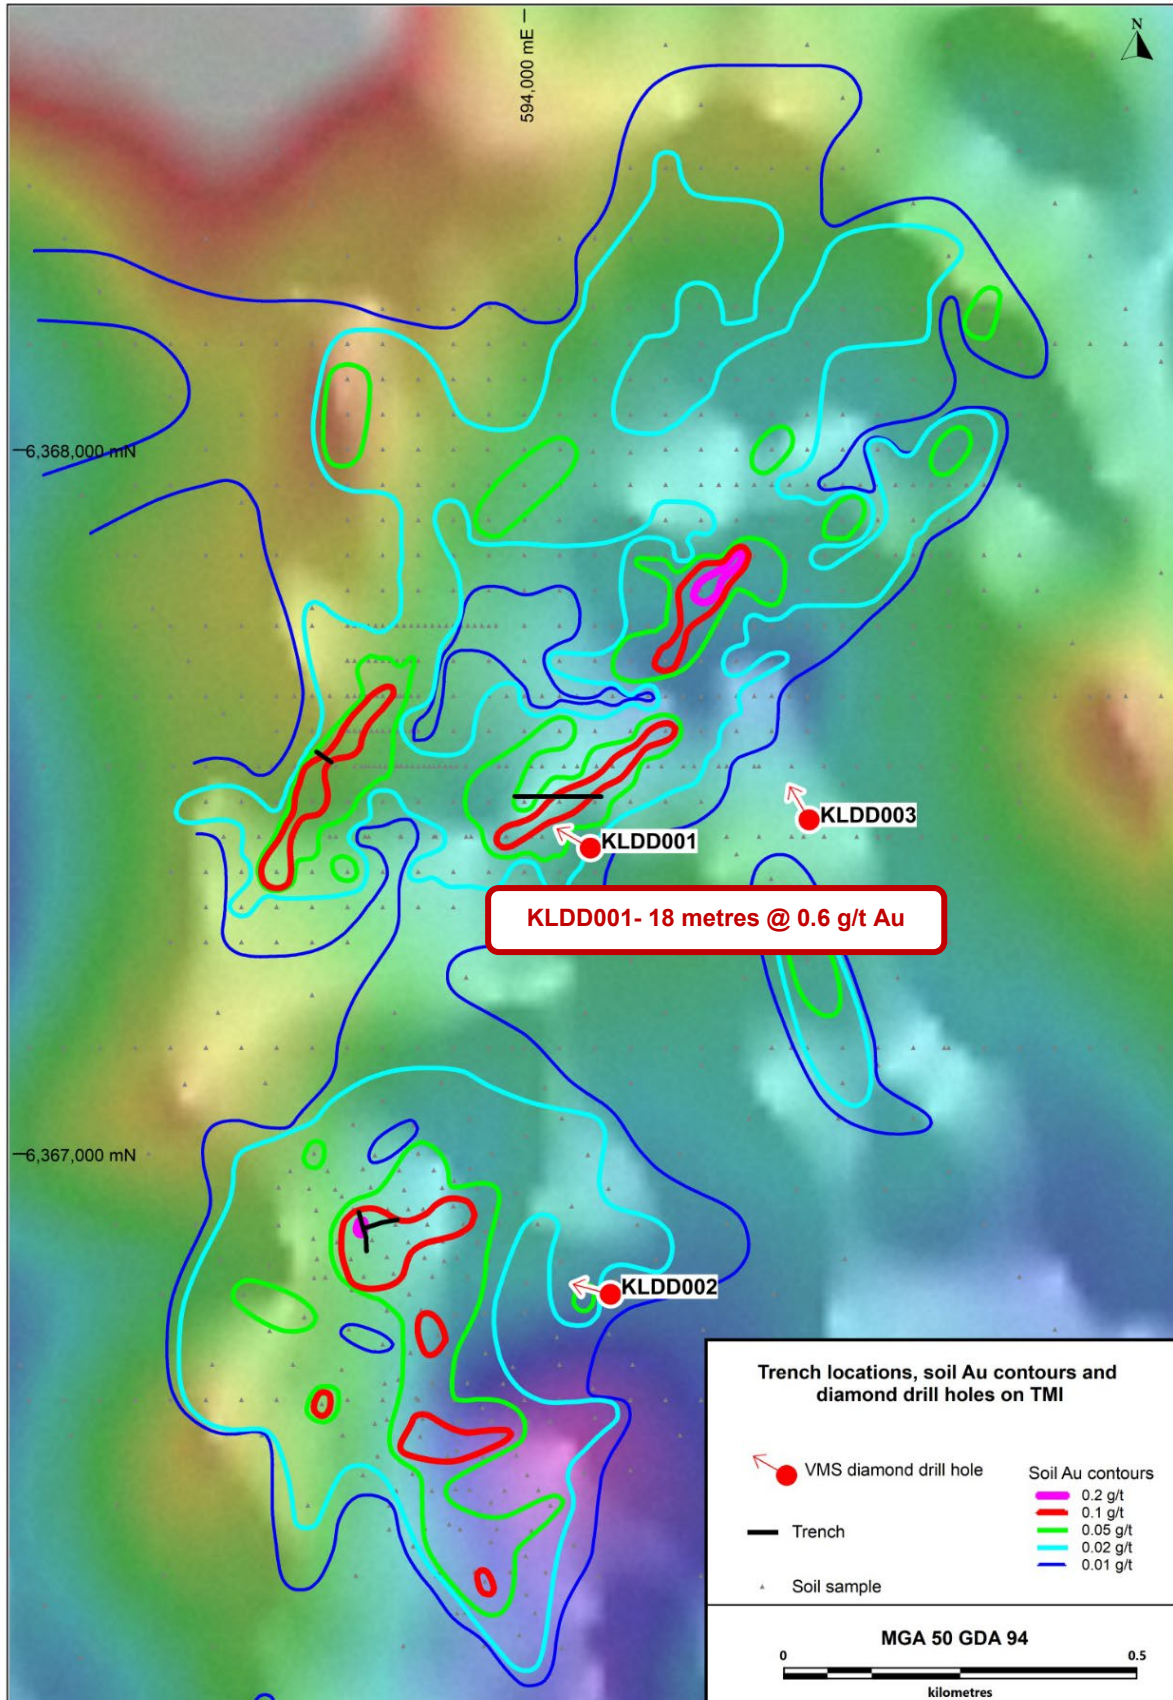 594,000 mE
N
6,368,000 mN
KLDD003
KLDD001
KLDD001- 18 metres @ 0.6 g/t Au
6,367,000 mN
KLDD002
Trench locations, soil Au contours and
diamond drill holes on TMI
VMS diamond drill hole
Trench
Soil sample
Soil Au contours
0.2 g/t
0.1 g/t
0.05 g/t
0.02 g/t
0.01 g/t
MGA 50 GDA 94
0 0.5
kilometres